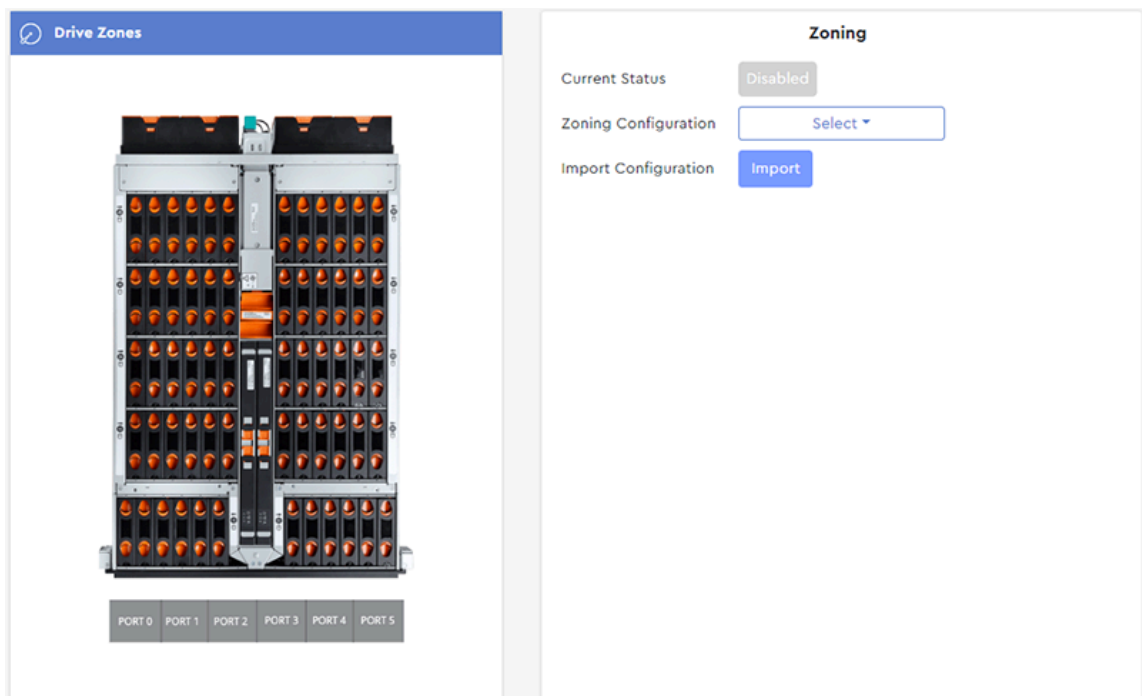 Drive Zones
PORT 0 PORT 1 PORT 2 PORT 3 PORT 4 PORT 5
Zoning
Current Status Disabled
Zoning Configuration Select
Import Configuration Import